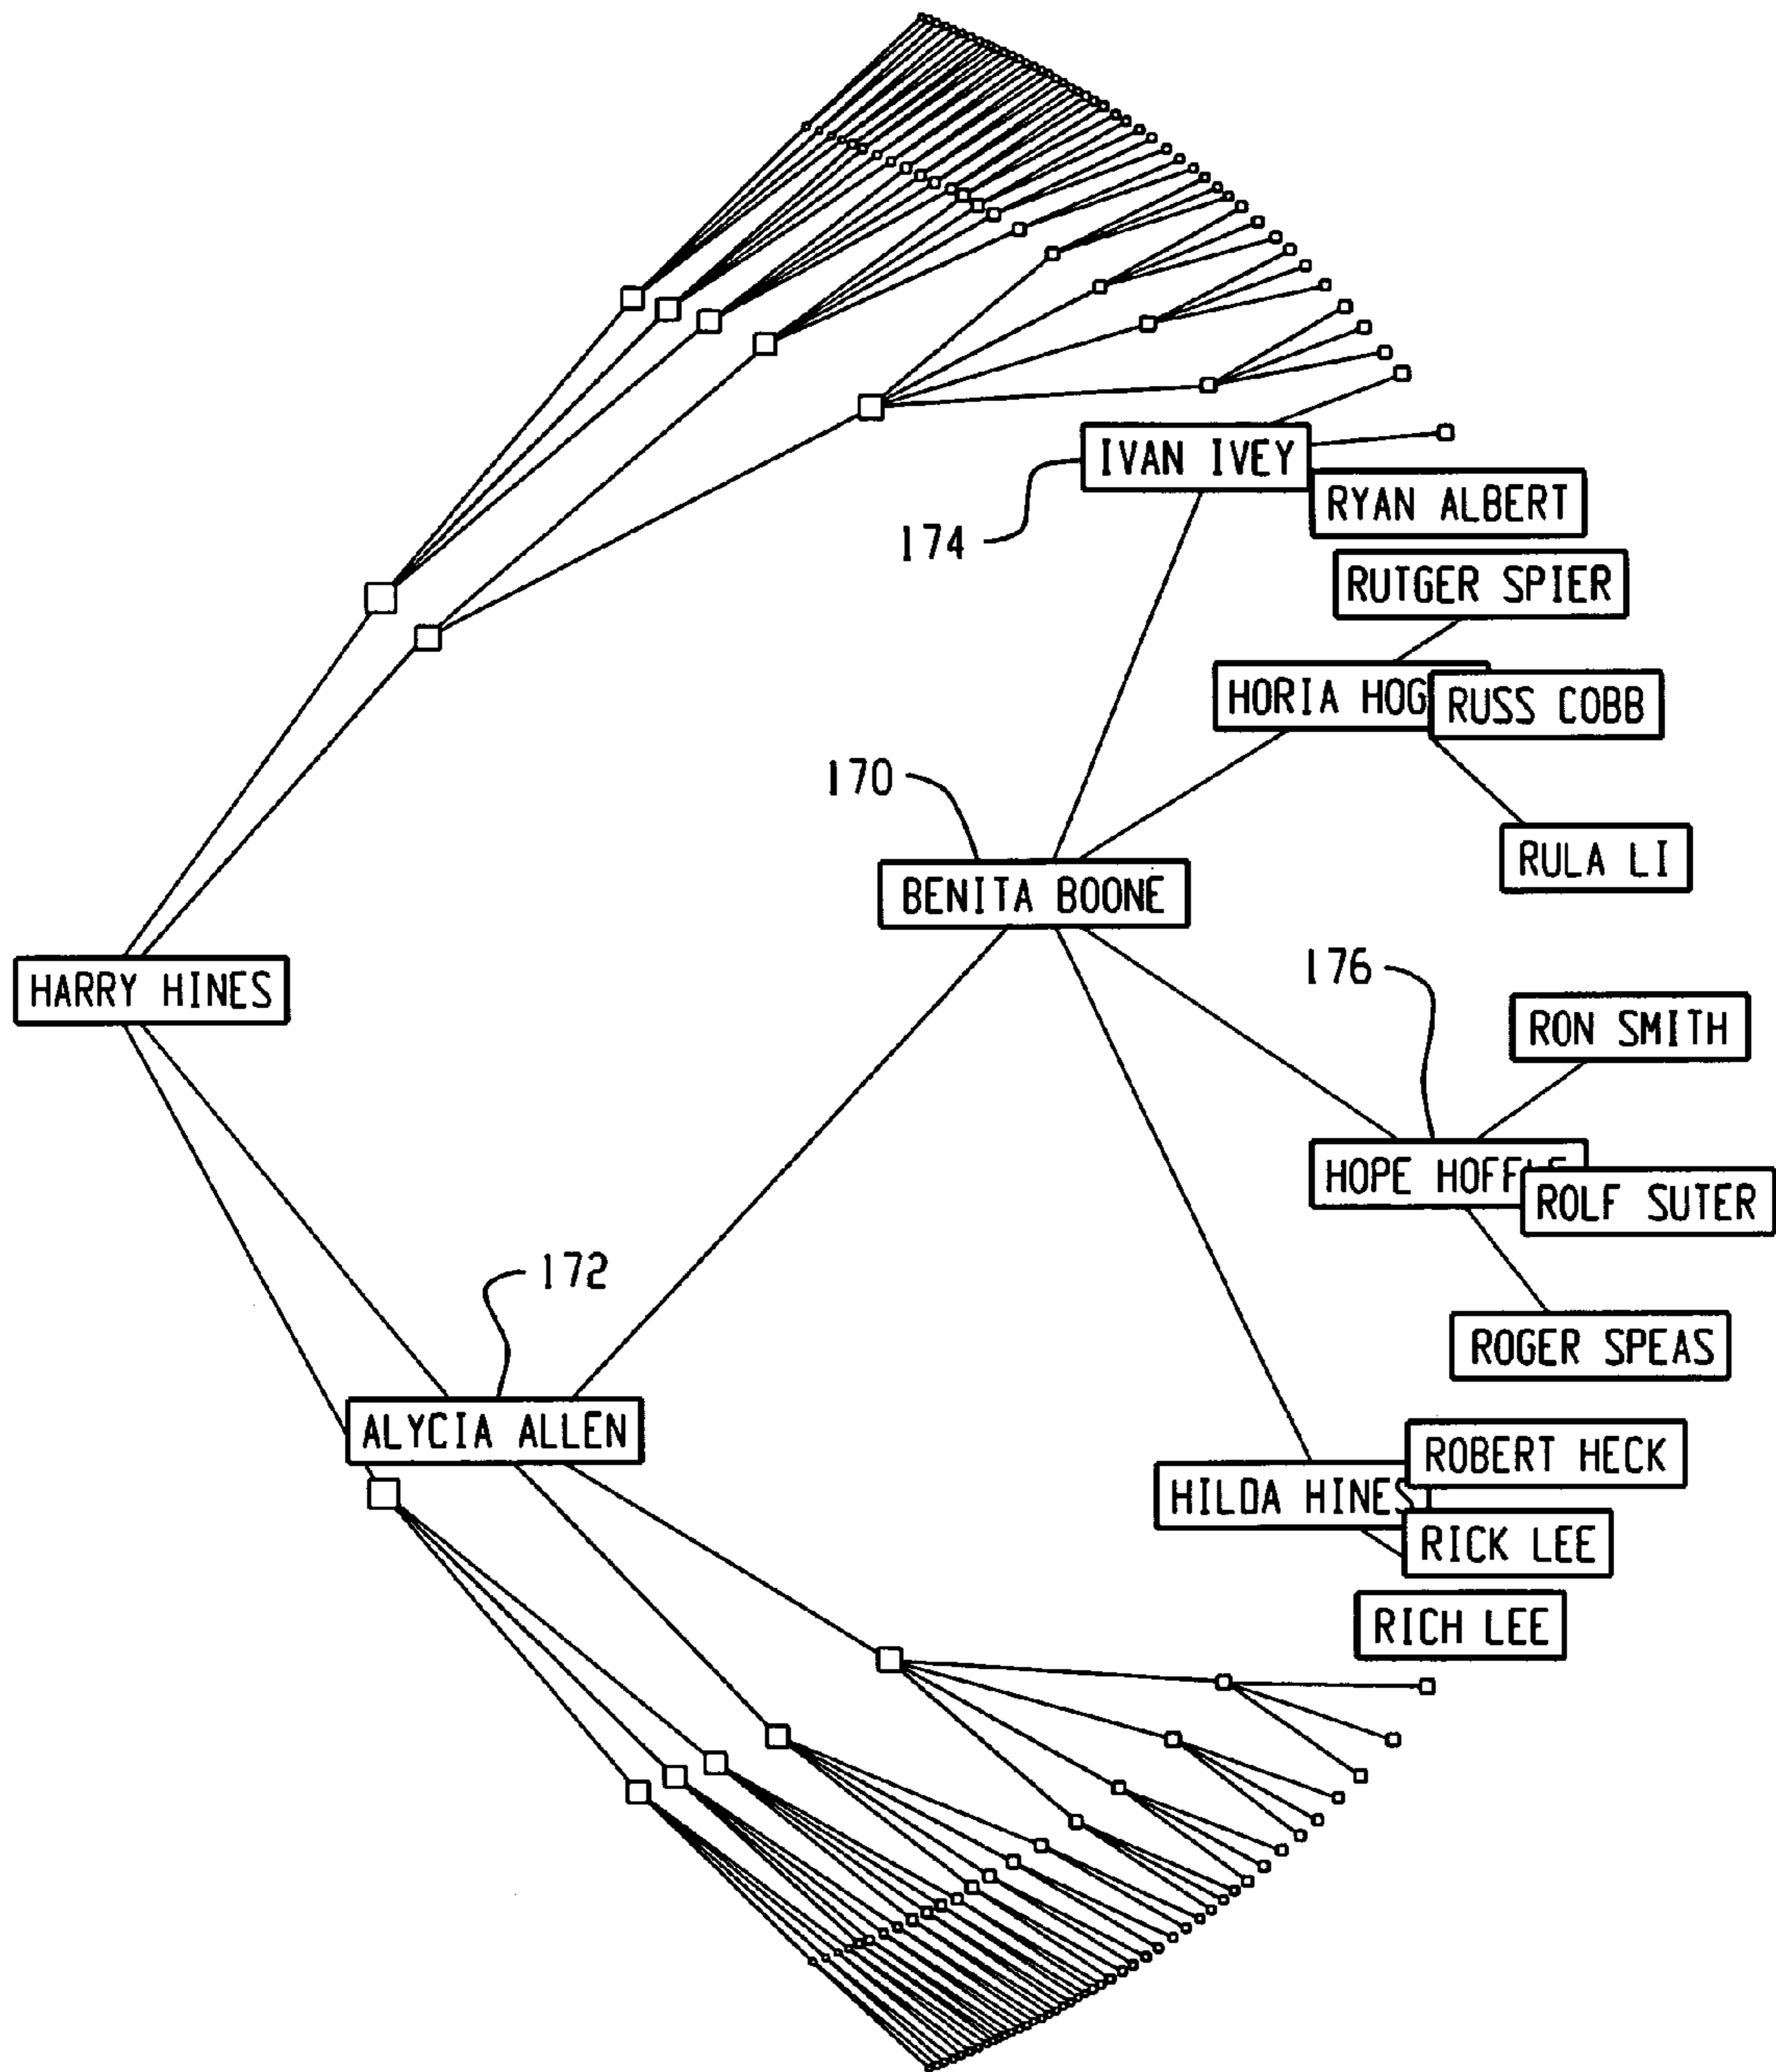 IVAN IVEY
RYAN ALBERT
174
RUTGER SPIER
HORIA HOG
RUSS COBB
170
RULA LI
BENITA BOONE
HARRY HINES
176
RON SMITH
HOPE HOFFLE
ROLF SUTER
172
ROGER SPEAS
ALYCIA ALLEN
ROBERT HECK
HILDA HINES
RICK LEE
RICH LEE